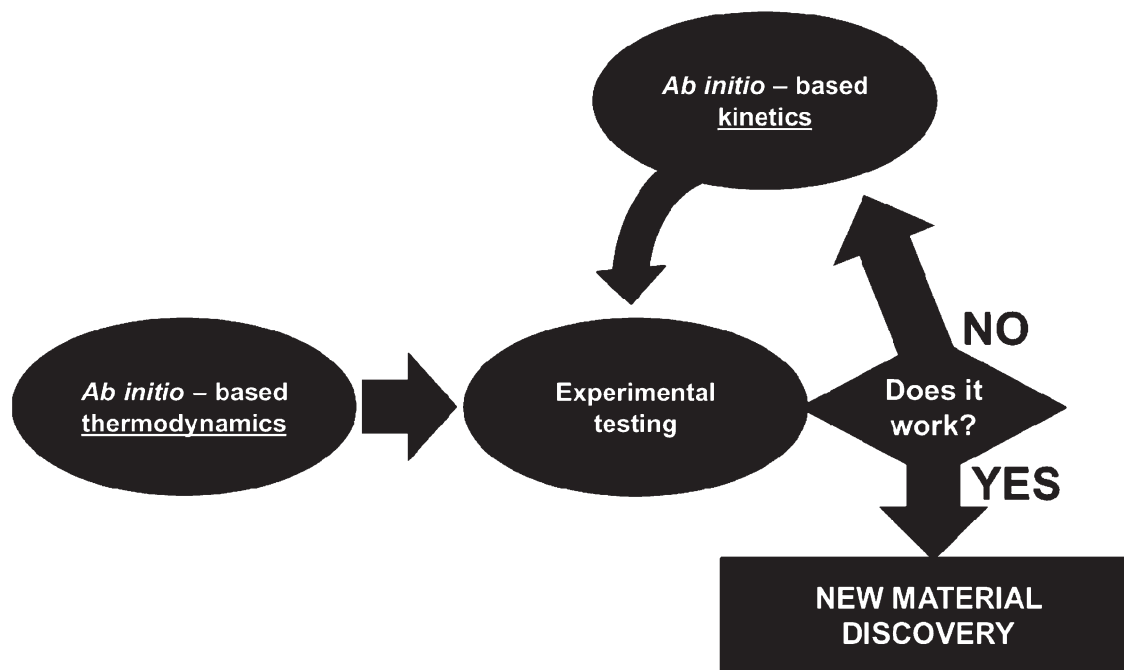 Ab initio – based
kinetics
NO
Ab initio – based
thermodynamics
Experimental
testing
Does it
work?
YES
NEW MATERIAL
DISCOVERY